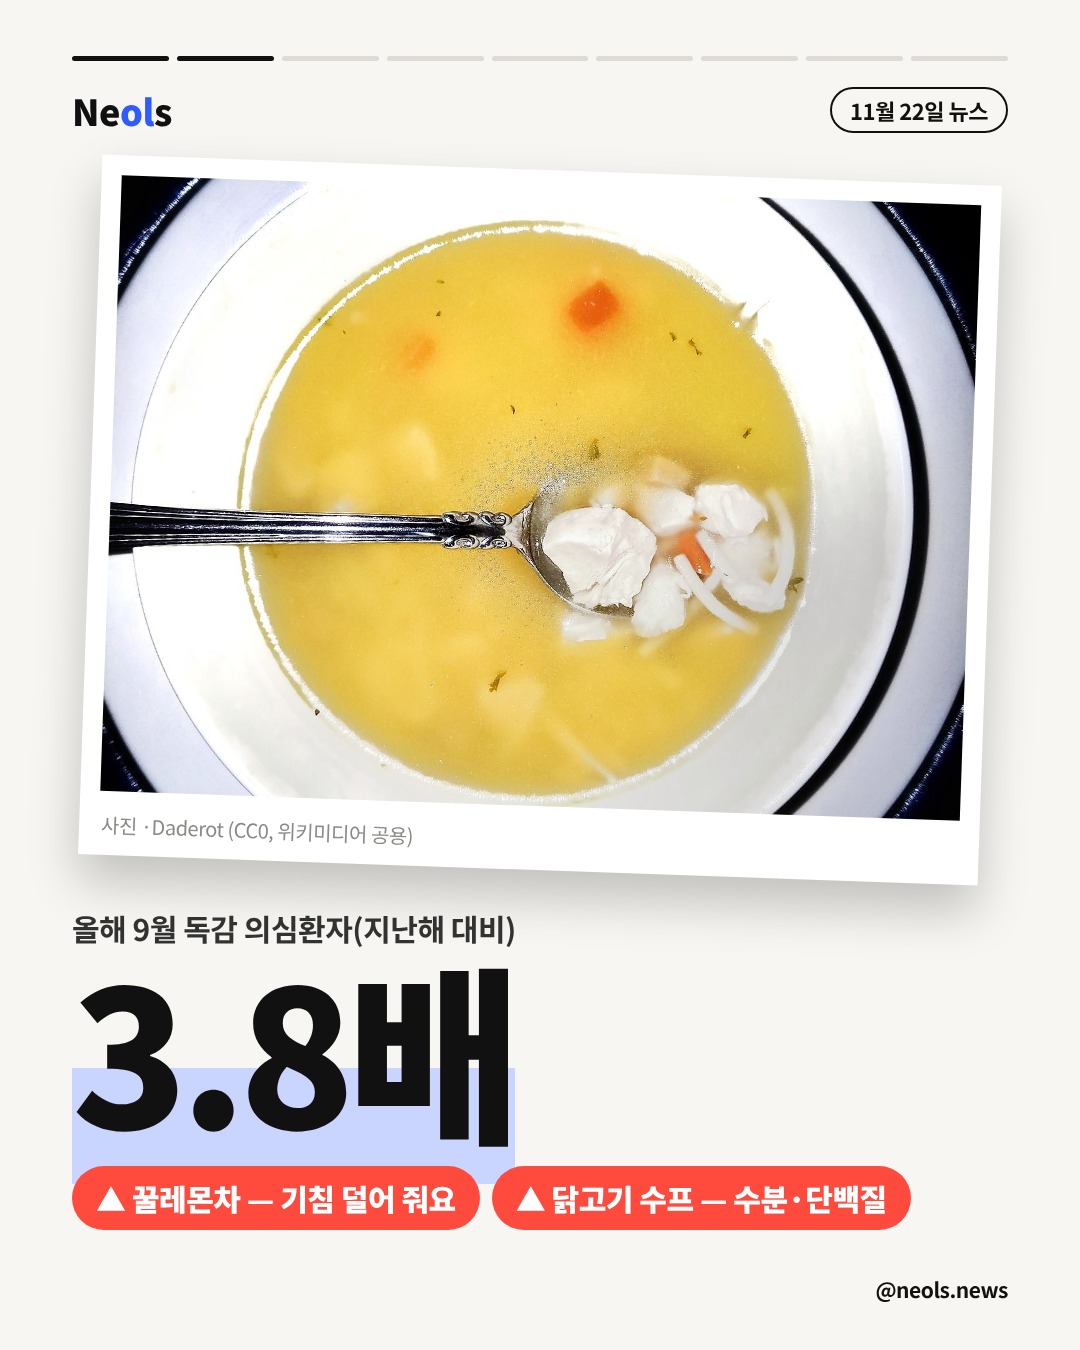 Neols
11월 22일 뉴스
사진 · Daderot (CC0, 위키미디어 공용)
올해 9월 독감 의심환자(지난해 대비)
3.8배
▲ 꿀레몬차 — 기침 덜어 줘요
▲ 닭고기 수프 — 수분·단백질
@neols.news